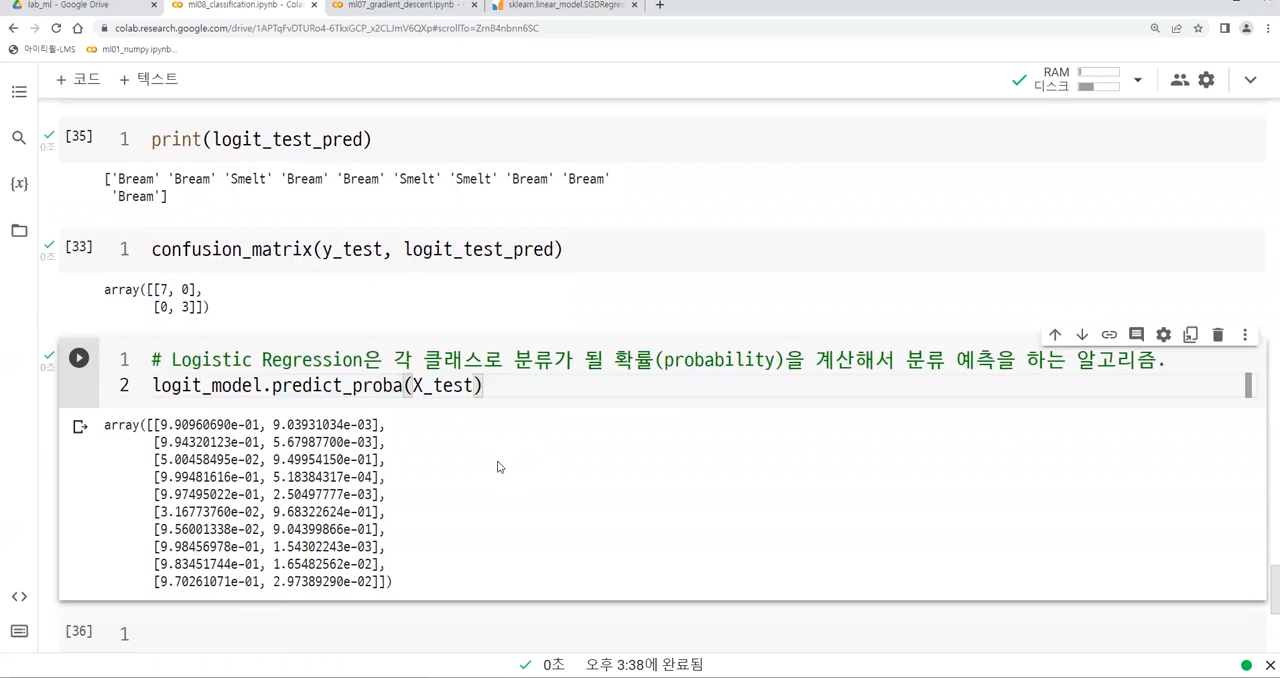 lab_ml - Google Drive
ml08_classification.ipynb - Colab
ml07_gradient_descent.ipynb - C
sklearn.linear_model.SGDRegres
colab.research.google.com/drive/1APTqFvDTURo4-6TkxGCP_x2CLJmV6QXp#scrollTo=ZrnB4nbnn6SC
아이티윌-LMS
ml01_numpy.ipynb...
+ 코드 + 텍스트
RAM
디스크
[35] 1 print(logit_test_pred)
0초
['Bream' 'Bream' 'Smelt' 'Bream' 'Bream' 'Smelt' 'Smelt' 'Bream' 'Bream'
'Bream']
[33] 1 confusion_matrix(y_test, logit_test_pred)
0초
array([[7, 0],
[0, 3]])
1 # Logistic Regression은 각 클래스로 분류가 될 확률(probability)을 계산해서 분류 예측을 하는 알고리즘.
0초
2 logit_model.predict_proba(X_test)
array([[9.90960690e-01, 9.03931034e-03],
[9.94320123e-01, 5.67987700e-03],
[5.00458495e-02, 9.49954150e-01],
[9.99481616e-01, 5.18384317e-04],
[9.97495022e-01, 2.50497777e-03],
[3.16773760e-02, 9.68322624e-01],
[9.56001338e-02, 9.04399866e-01],
[9.98456978e-01, 1.54302243e-03],
[9.83451744e-01, 1.65482562e-02],
[9.70261071e-01, 2.97389290e-02]])
[36] 1
0초 오후 3:38에 완료됨